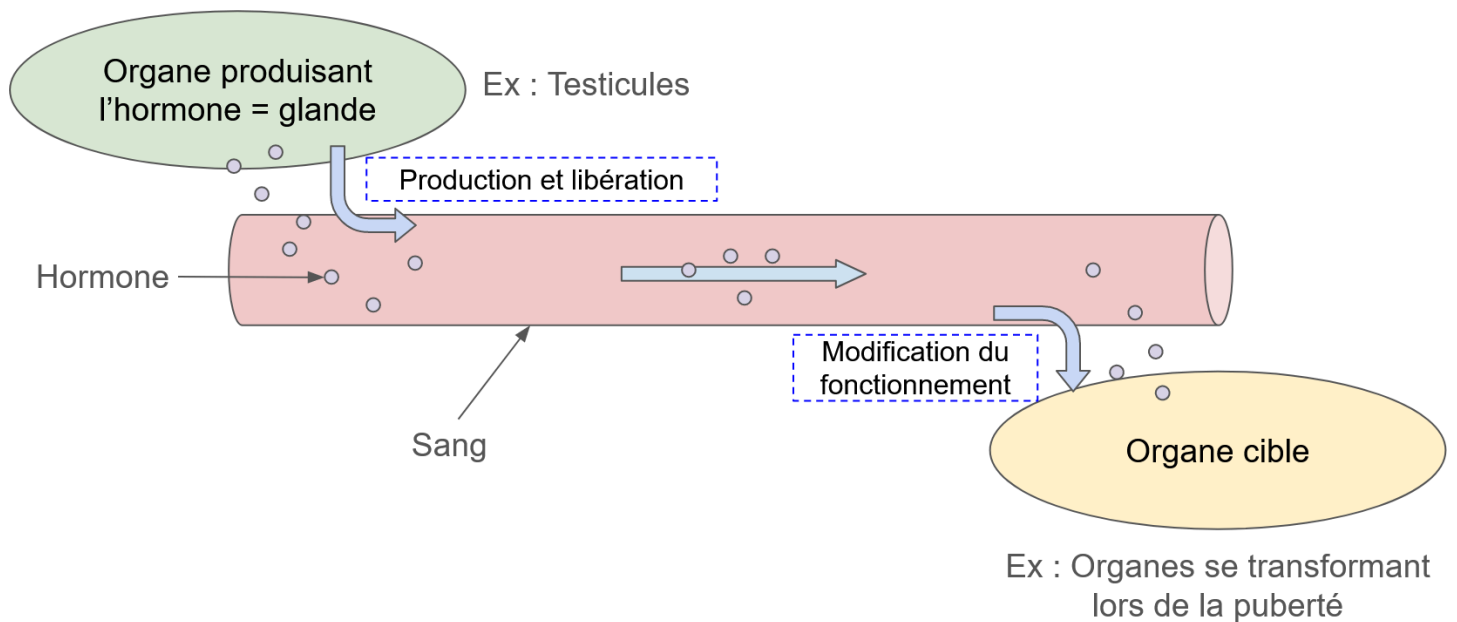 Organe produisant
l'hormone = glande
Ex : Testicules
Production et libération
Hormone
Modification du
fonctionnement
Sang
Organe cible
Ex : Organes se transformant
lors de la puberté